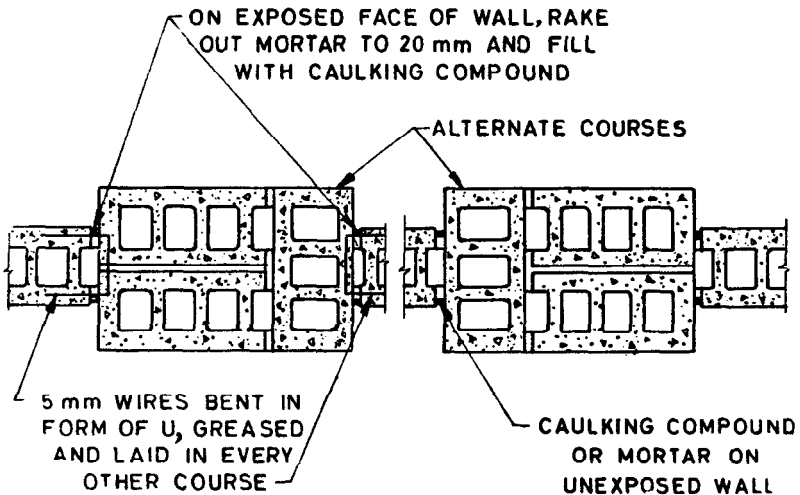 ON EXPOSED FACE OF WALL, RAKE
OUT MORTAR TO 20 mm AND FILL
WITH CAULKING COMPOUND
ALTERNATE COURSES
5 mm WIRES BENT IN
FORM OF U, GREASED
AND LAID IN EVERY
OTHER COURSE
CAULKING COMPOUND
OR MORTAR ON
UNEXPOSED WALL